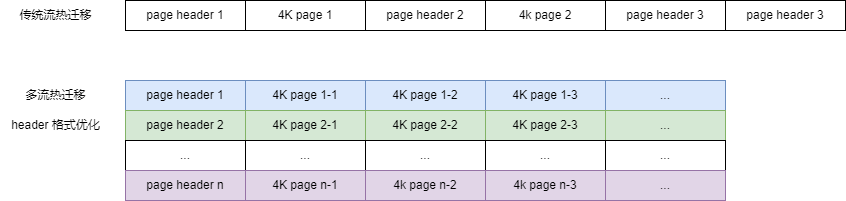 传统流热迁移 page header 1 4K page 1 page header 2 4k page 2 page header 3 page header 3
多流热迁移 page header 1 4K page 1-1 4K page 1-2 4K page 1-3 ...
header 格式优化 page header 2 4K page 2-1 4K page 2-2 4K page 2-3 ...
... ... ... ... ...
page header n 4K page n-1 4k page n-2 4k page n-3 ...